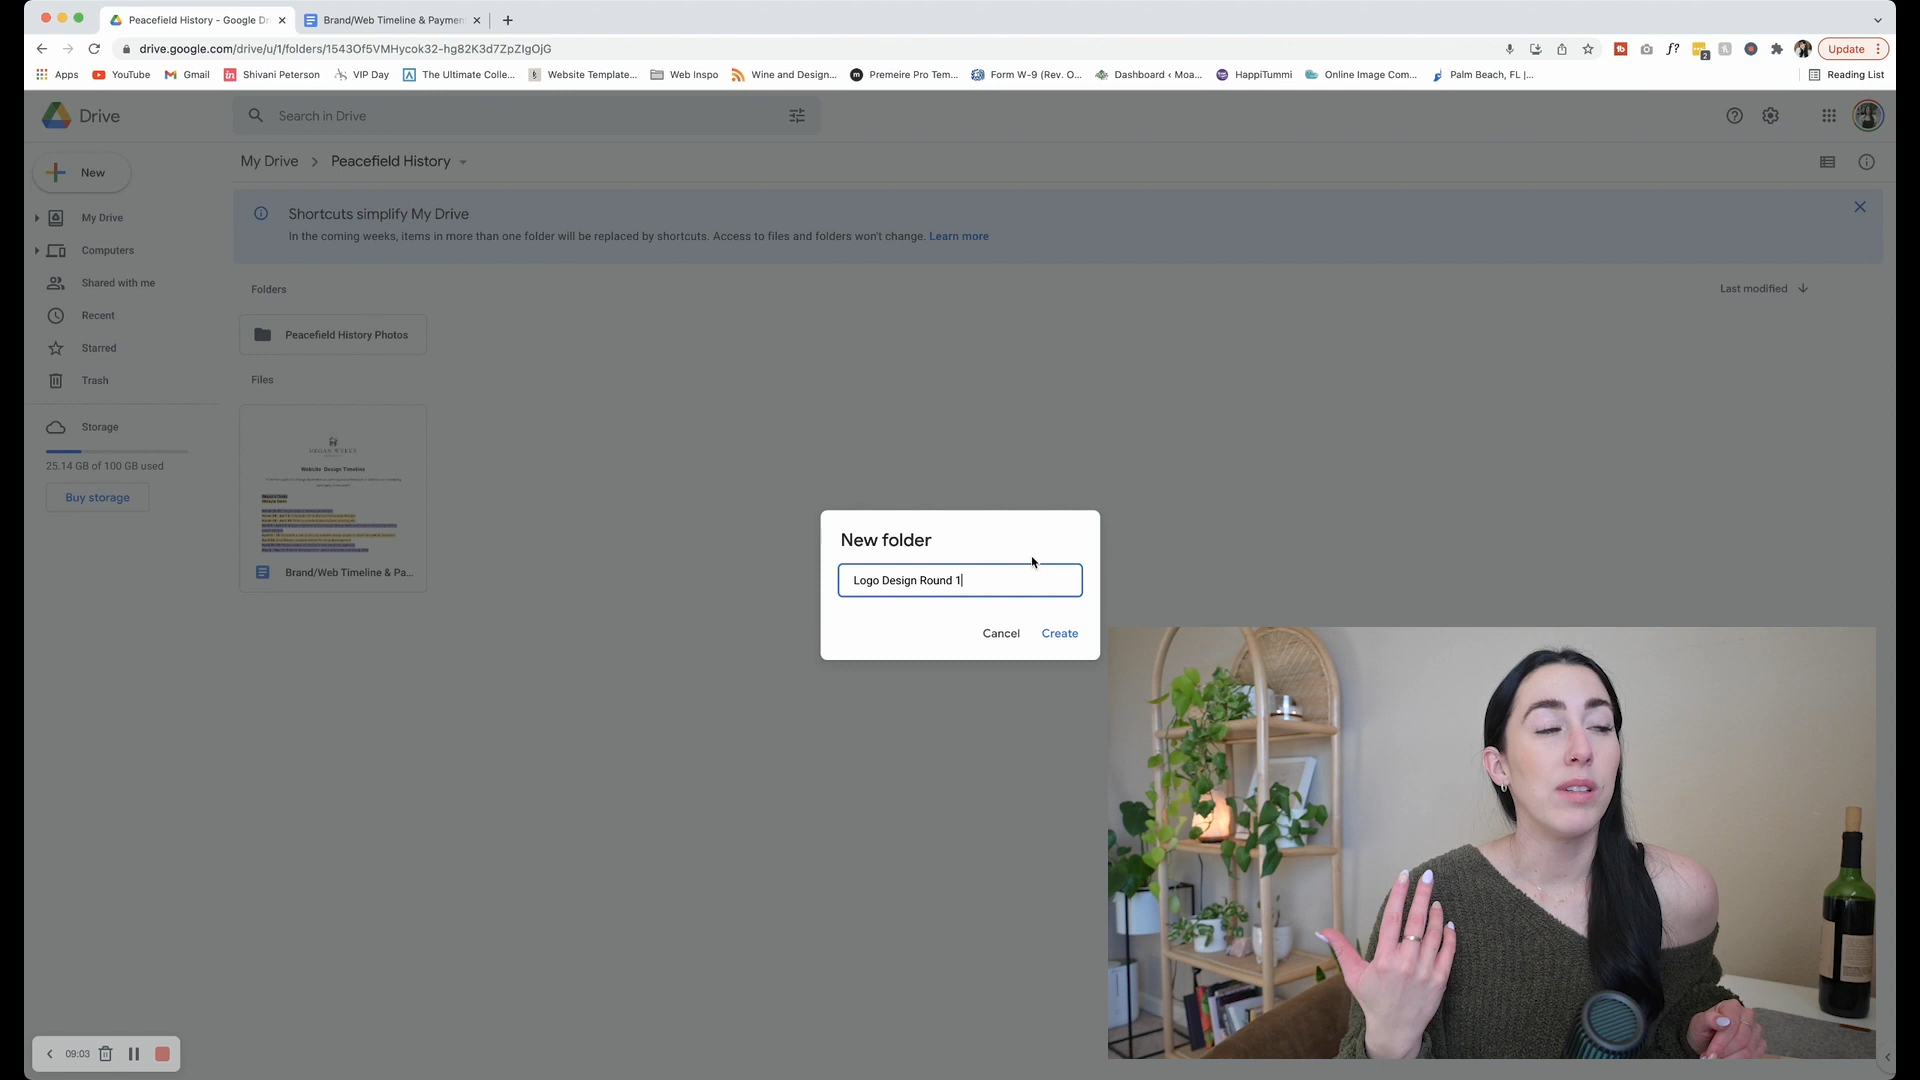 Peacefield History - Google Dr
Brand/Web Timeline & Paymen
drive.google.com/drive/u/1/folders/1543Of5VMHycok32-hg82K3d7ZpZIgOjG
Update
Apps
YouTube
Gmail
Shivani Peterson
VIP Day
The Ultimate Colle...
Website Template...
Web Inspo
Wine and Design...
Premeire Pro Tem...
Form W-9 (Rev. O...
Dashboard ‹ Moa...
HappiTummi
Online Image Com...
Palm Beach, FL |...
Reading List
Drive
Search in Drive
New
My Drive
Computers
Shared with me
Recent
Starred
Trash
Storage
25.14 GB of 100 GB used
Buy storage
My Drive
Peacefield History
Shortcuts simplify My Drive
In the coming weeks, items in more than one folder will be replaced by shortcuts. Access to files and folders won't change. Learn more
Folders
Last modified
Peacefield History Photos
Files
MEGAN WEEKS
Website Design Timeline
Brand/Web Timeline & Pa...
New folder
Logo Design Round 1
Cancel
Create
09:03